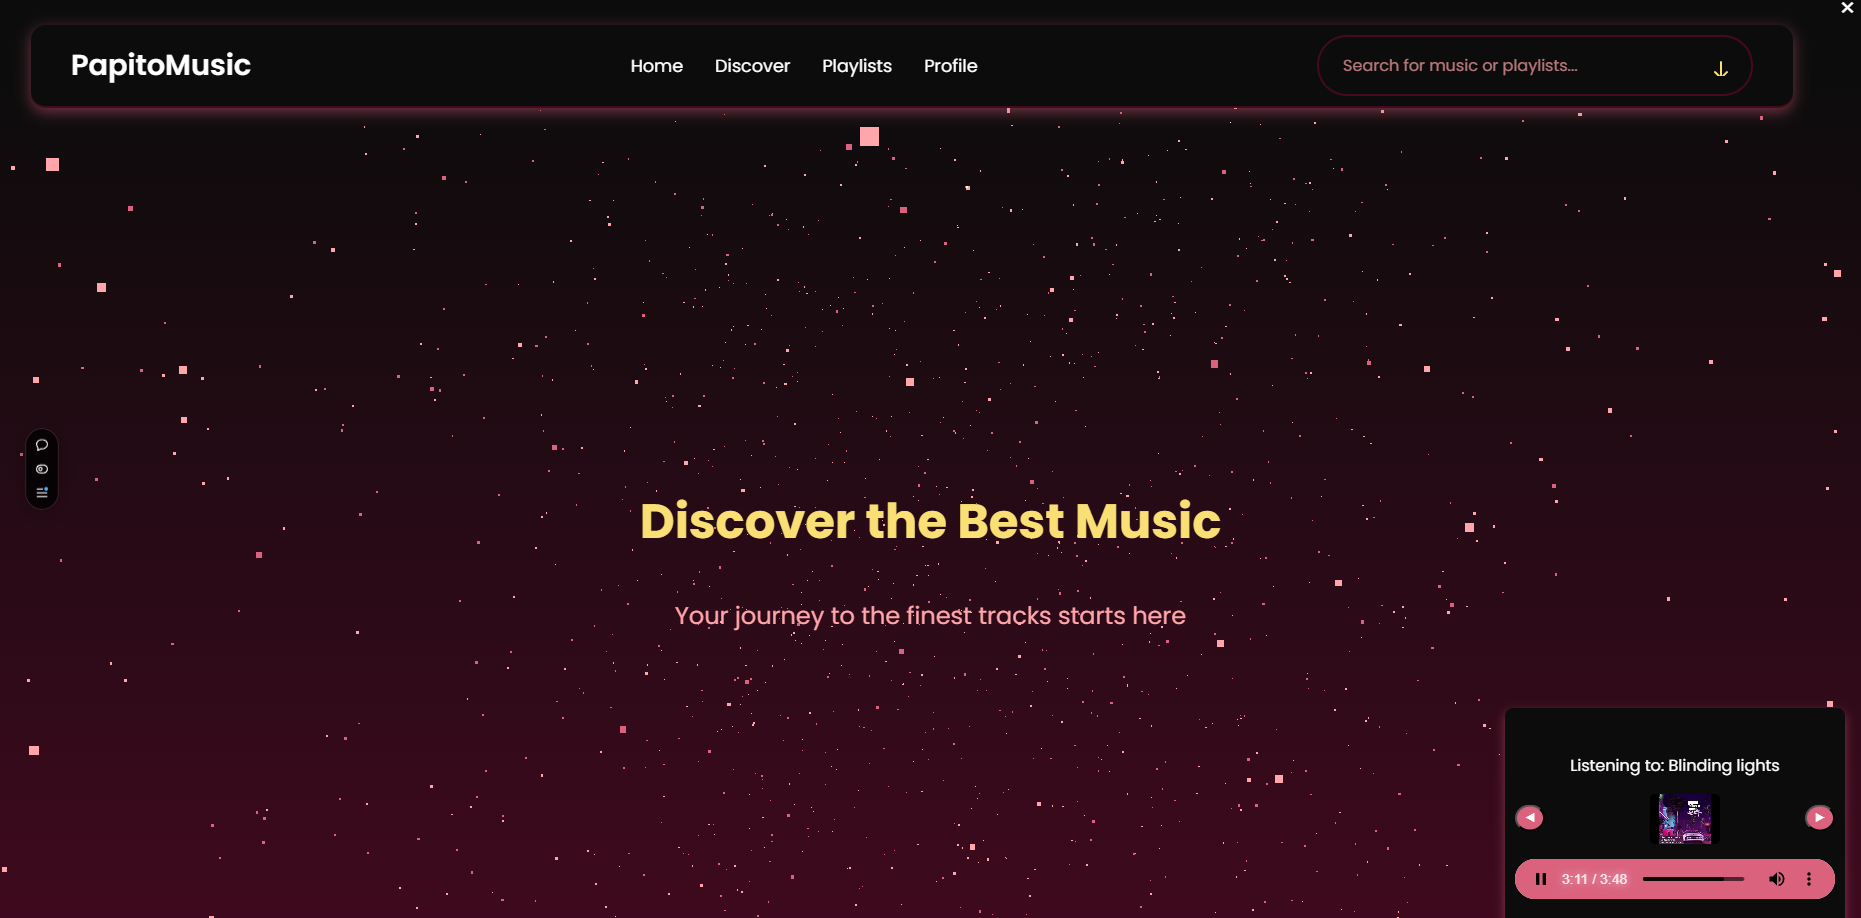 PapitoMusic
Home
Discover
Playlists
Profile
Search for music or playlists...
Discover the Best Music
Your journey to the finest tracks starts here
Listening to: Blinding lights
3:11 / 3:48